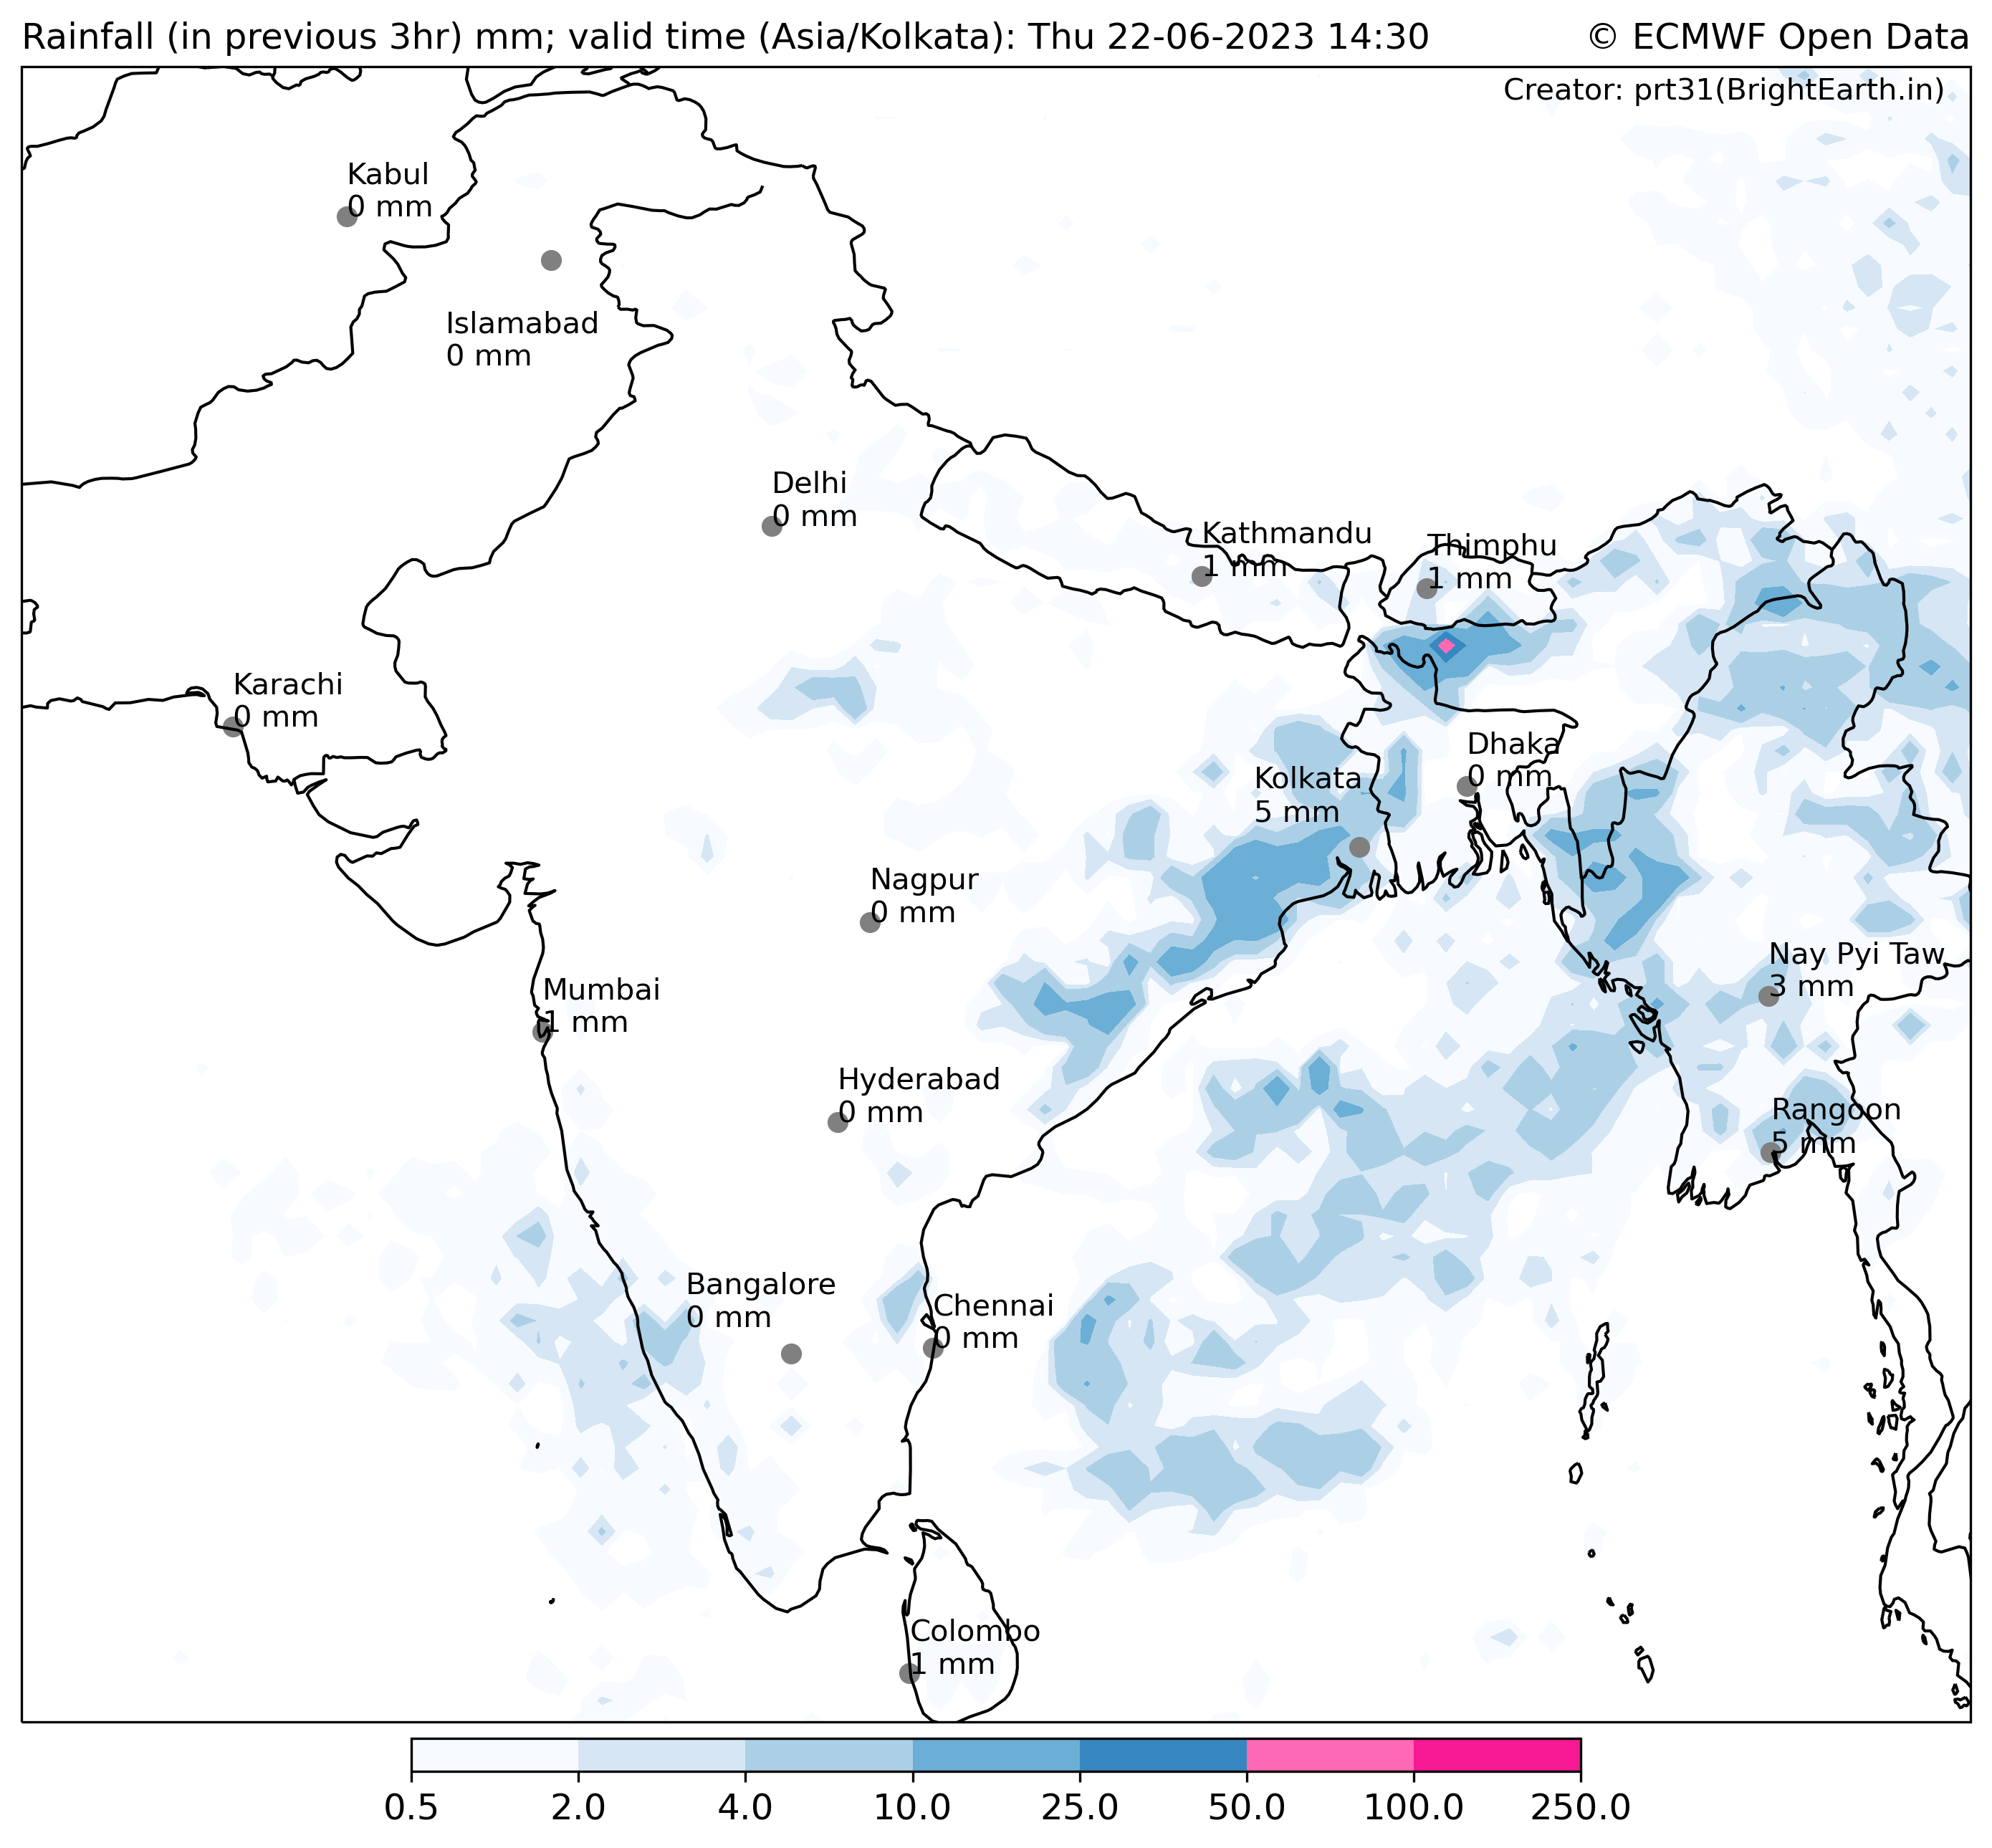 Rainfall (in previous 3hr) mm; valid time (Asia/Kolkata): Thu 22-06-2023 14:30
© ECMWF Open Data
Creator: prt31(BrightEarth.in)
Kabul
0 mm
Islamabad
0 mm
Delhi
0 mm
Kathmandu
1 mm
Thimphu
1 mm
Karachi
0 mm
Dhaka
0 mm
Kolkata
5 mm
Nagpur
0 mm
Nay Pyi Taw
3 mm
Mumbai
1 mm
Hyderabad
0 mm
Rangoon
5 mm
Bangalore
0 mm
Chennai
0 mm
Colombo
1 mm
0.5 2.0 4.0 10.0 25.0 50.0 100.0 250.0